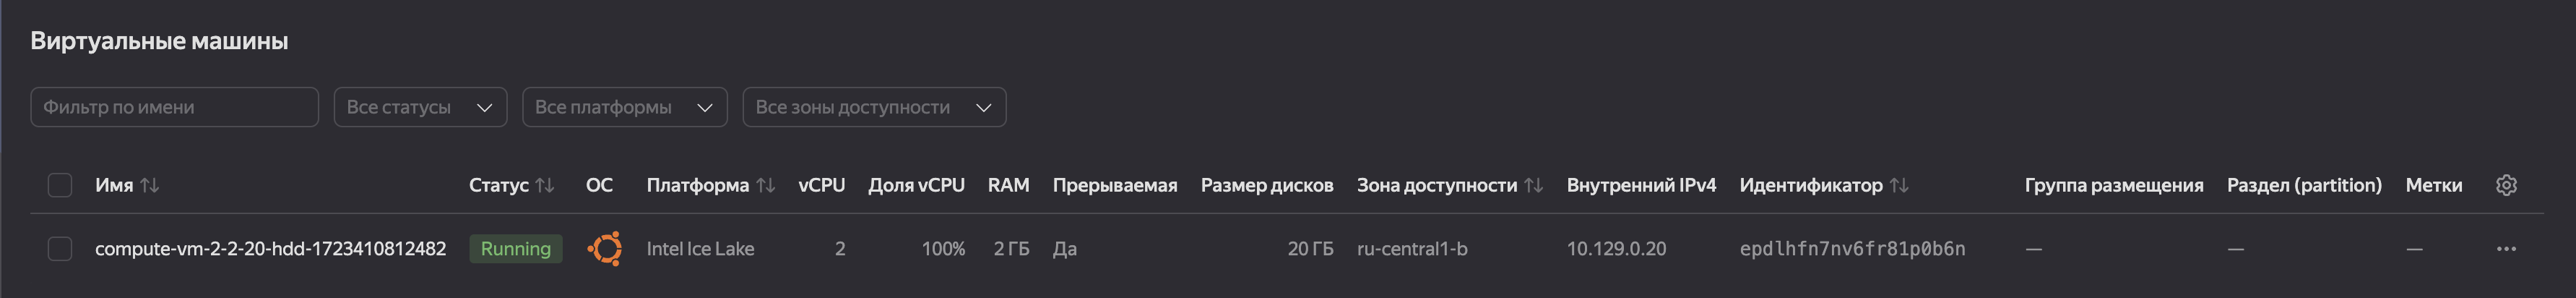 Виртуальные машины
Фильтр по имени Все статусы Все платформы Все зоны доступности
Имя Статус ОС Платформа vCPU Доля vCPU RAM Прерываемая Размер дисков Зона доступности Внутренний IPv4 Идентификатор Группа размещения Раздел (partition) Метки
compute-vm-2-2-20-hdd-1723410812482 Running Intel Ice Lake 2 100% 2 ГБ Да 20 ГБ ru-central1-b 10.129.0.20 epdlhfn7nv6fr81p0b6n — — —